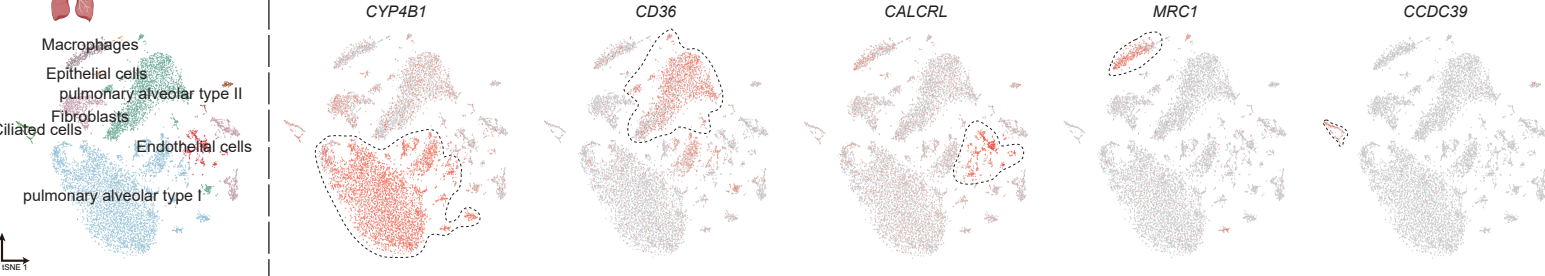 CYP4B1 CD36 CALCRL MRC1 CCDC39
Macrophages
Epithelial cells
pulmonary alveolar type II
Fibroblasts
Ciliated cells
Endothelial cells
pulmonary alveolar type I
tSNE 1